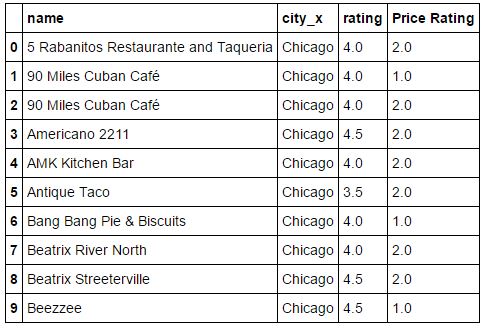 name city_x rating Price Rating
0 5 Rabanitos Restaurante and Taqueria Chicago 4.0 2.0
1 90 Miles Cuban Café Chicago 4.0 1.0
2 90 Miles Cuban Café Chicago 4.0 2.0
3 Americano 2211 Chicago 4.5 2.0
4 AMK Kitchen Bar Chicago 4.0 2.0
5 Antique Taco Chicago 3.5 2.0
6 Bang Bang Pie & Biscuits Chicago 4.0 1.0
7 Beatrix River North Chicago 4.0 2.0
8 Beatrix Streeterville Chicago 4.5 2.0
9 Beezzee Chicago 4.5 1.0